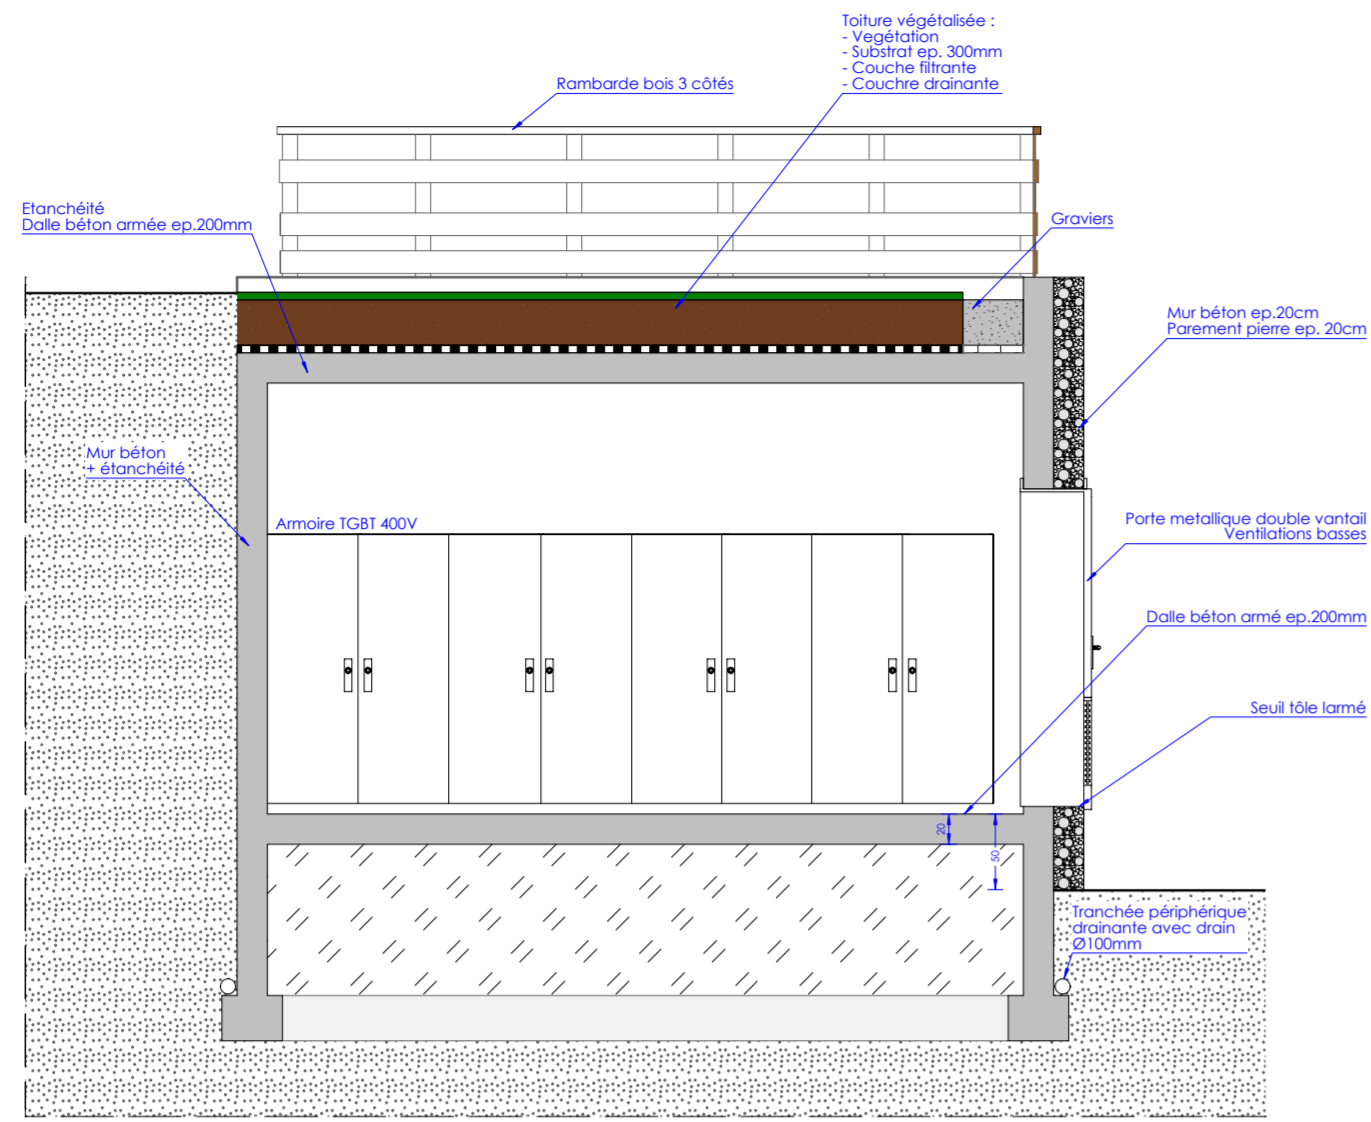 Toiture végétalisée :
- Vegétation
- Substrat ep. 300mm
- Couche filtrante
- Couchre drainante
Rambarde bois 3 côtés
Etanchéité
Dalle béton armée ep.200mm
Graviers
Mur béton ep.20cm
Parement pierre ep. 20cm
Mur béton
+ étanchéité
Armoire TGBT 400V
Porte metallique double vantail
Ventilations basses
Dalle béton armé ep.200mm
Seuil tôle larmé
20
50
Tranchée périphérique
drainante avec drain
Ø100mm